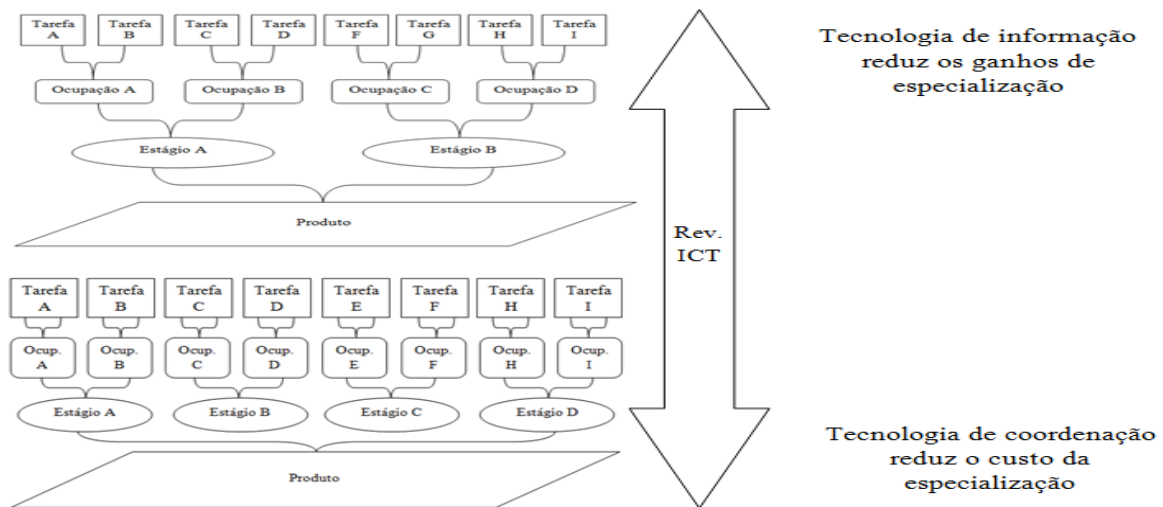 Tarefa A
Tarefa B
Tarefa C
Tarefa D
Tarefa F
Tarefa G
Tarefa H
Tarefa I
Ocupação A
Ocupação B
Ocupação C
Ocupação D
Estágio A
Estágio B
Produto
Tecnologia de informação
reduz os ganhos de
especialização
Rev.
ICT
Tarefa
A
Tarefa
B
Tarefa
C
Tarefa
D
Tarefa
E
Tarefa
F
Tarefa
H
Tarefa
I
Ocup.
A
Ocup.
B
Ocup.
C
Ocup.
D
Ocup.
E
Ocup.
F
Ocup.
H
Ocup.
I
Estágio A
Estágio B
Estágio C
Estágio D
Produto
Tecnologia de coordenação
reduz o custo da
especialização